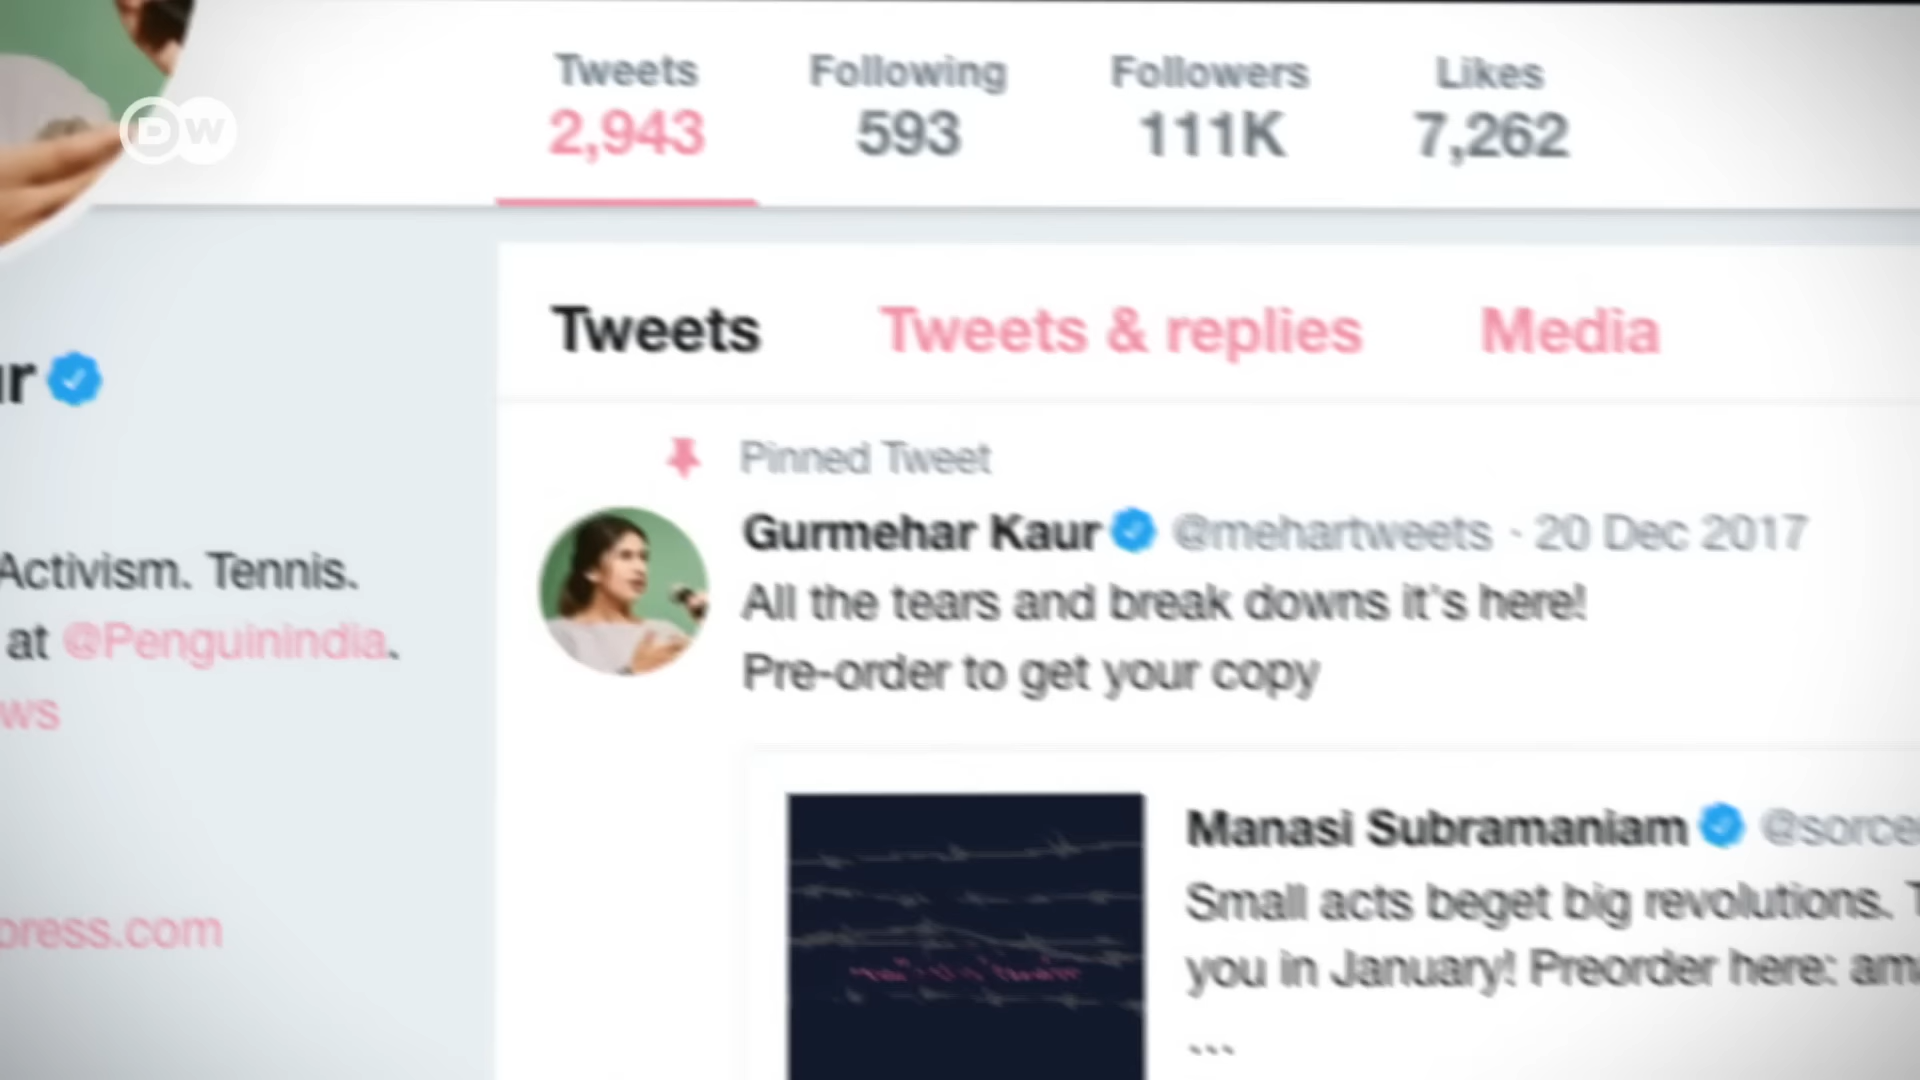 DW
Tweets Following Followers Likes
2,943 593 111K 7,262
Tweets Tweets & replies Media
ur
Activism. Tennis.
at @Penguinindia.
ws
press.com
Pinned Tweet
Gurmehar Kaur @mehartweets · 20 Dec 2017
All the tears and break downs it's here!
Pre-order to get your copy
Manasi Subramaniam @sorce
Small acts beget big revolutions. T
you in January! Preorder here: am